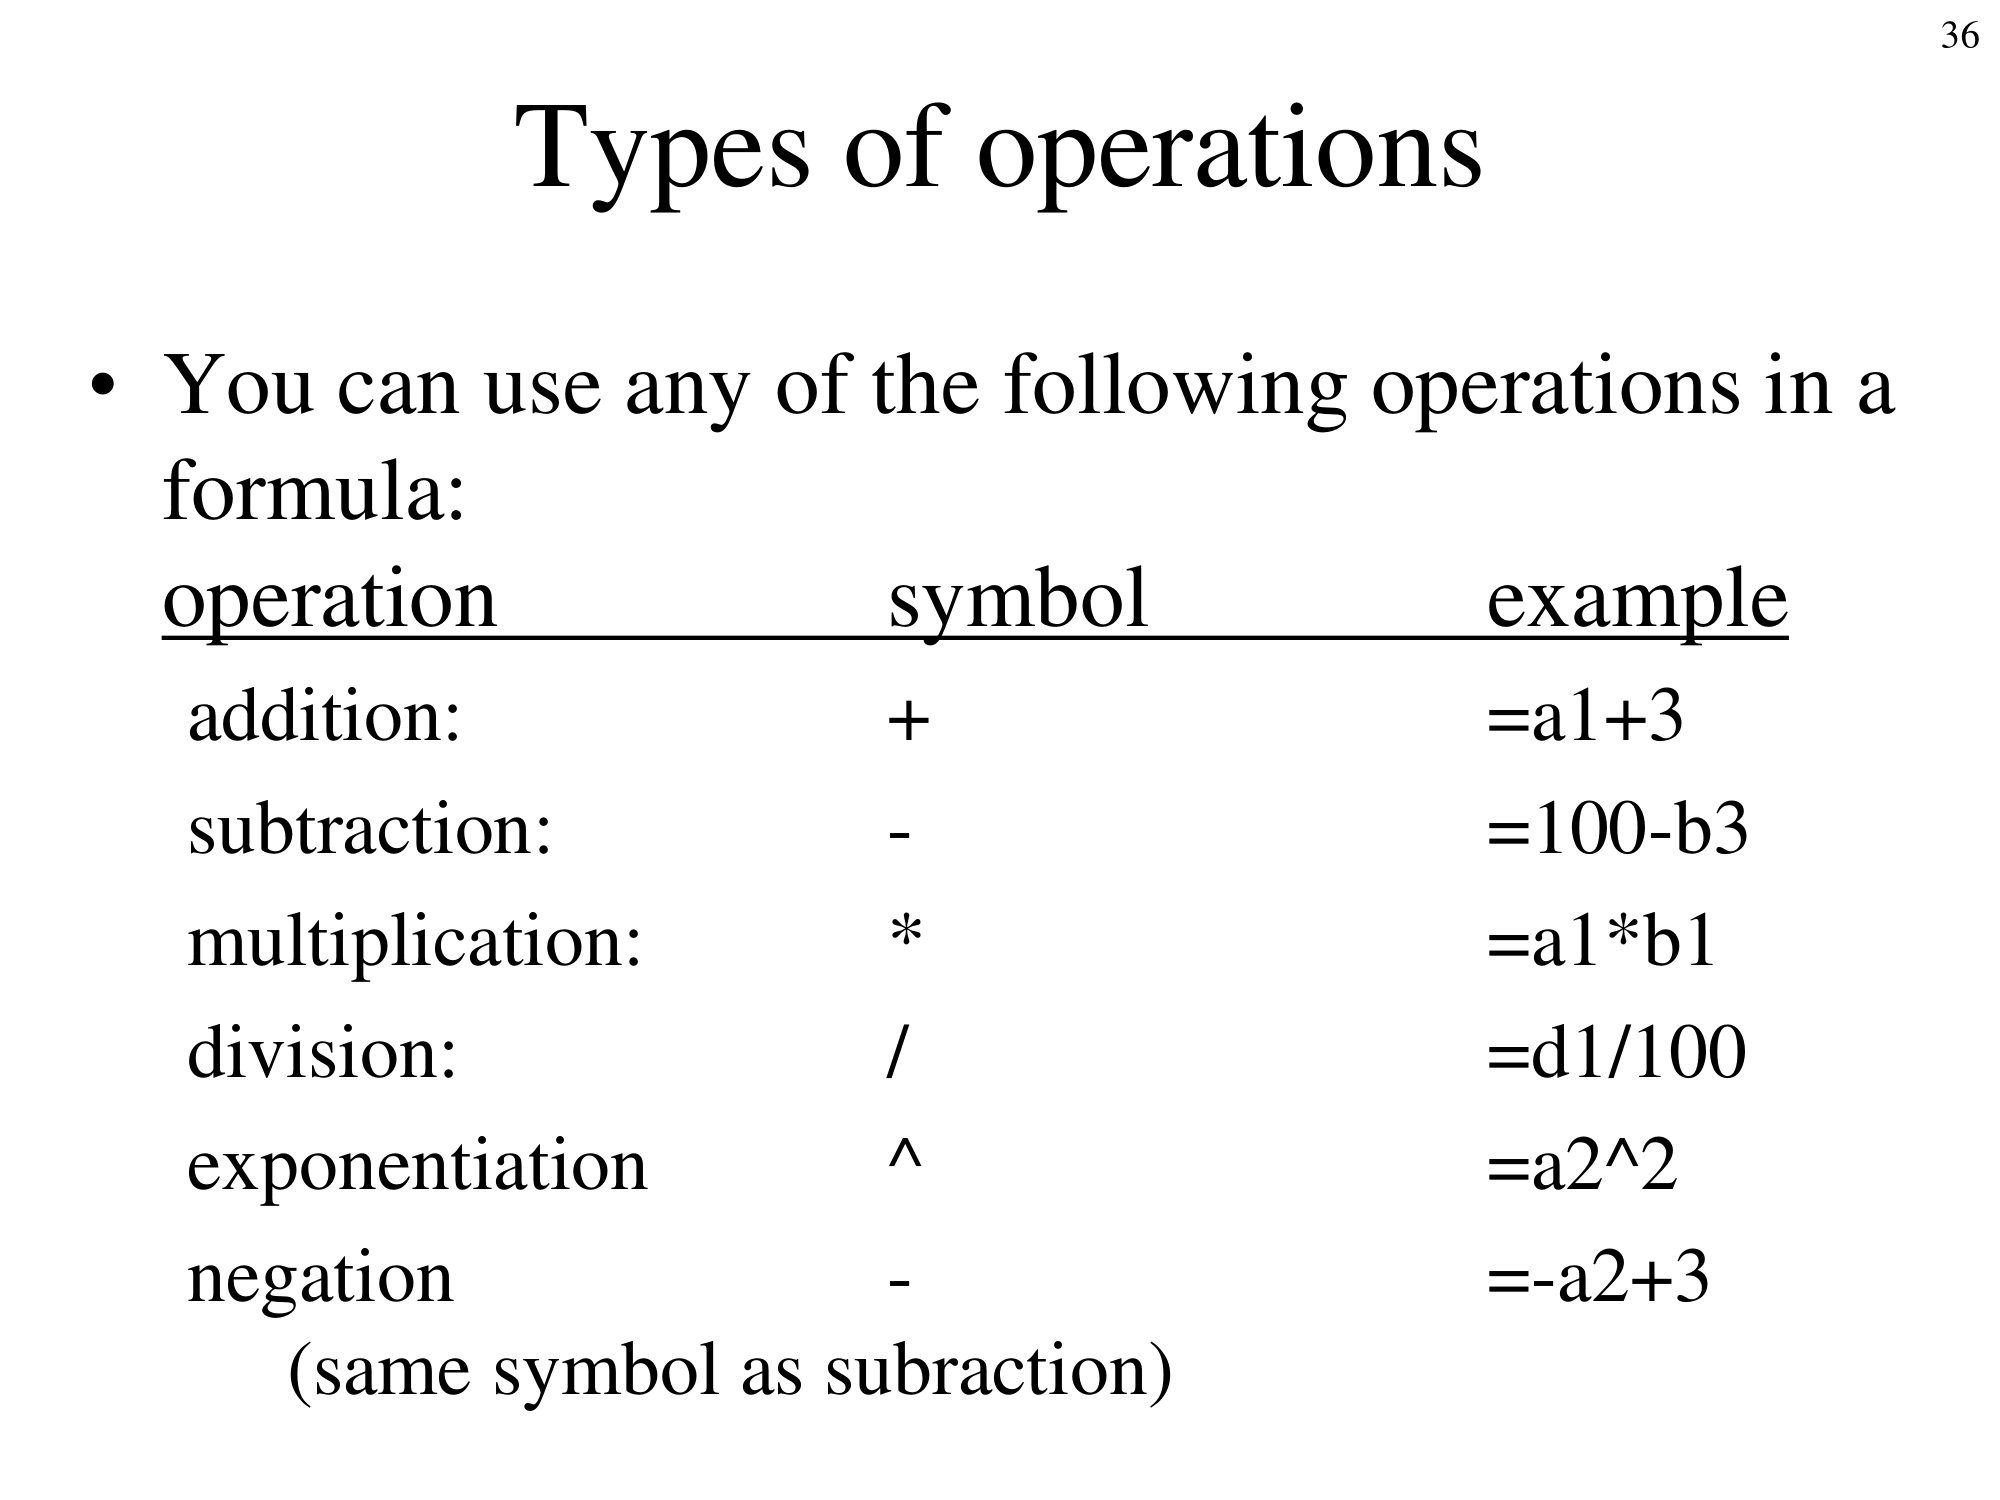 36
Types of operations
• You can use any of the following operations in a
formula:
operation symbol example
addition: + =a1+3
subtraction: - =100-b3
multiplication: * =a1*b1
division: / =d1/100
exponentiation ^ =a2^2
negation - =-a2+3
(same symbol as subraction)